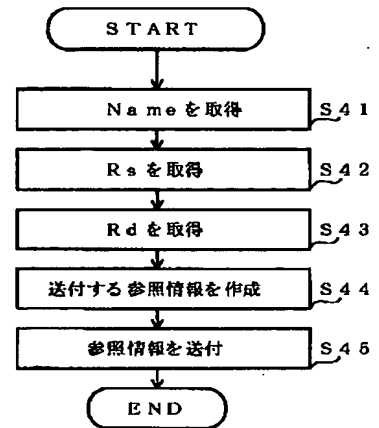 START
Nameを取得 S41
Rsを取得 S42
Rdを取得 S43
送付する参照情報を作成 S44
参照情報を送付 S45
END